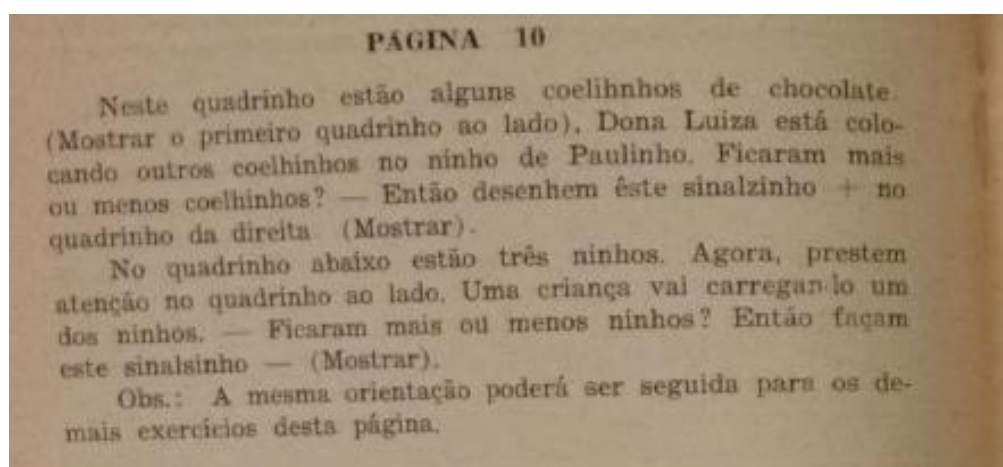 PÁGINA 10
Neste quadrinho estão alguns coelihnhos de chocolate.
(Mostrar o primeiro quadrinho ao lado), Dona Luiza está colo-
cando outros coelhinhos no ninho de Paulinho. Ficaram mais
ou menos coelhinhos? — Então desenhem êste sinalzinho + no
quadrinho da direita (Mostrar).
No quadrinho abaixo estão três ninhos. Agora, prestem
atenção no quadrinho ao lado. Uma criança vai carregando um
dos ninhos. — Ficaram mais ou menos ninhos? Então façam
este sinalsinho — (Mostrar).
Obs.: A mesma orientação poderá ser seguida para os de-
mais exercícios desta página.